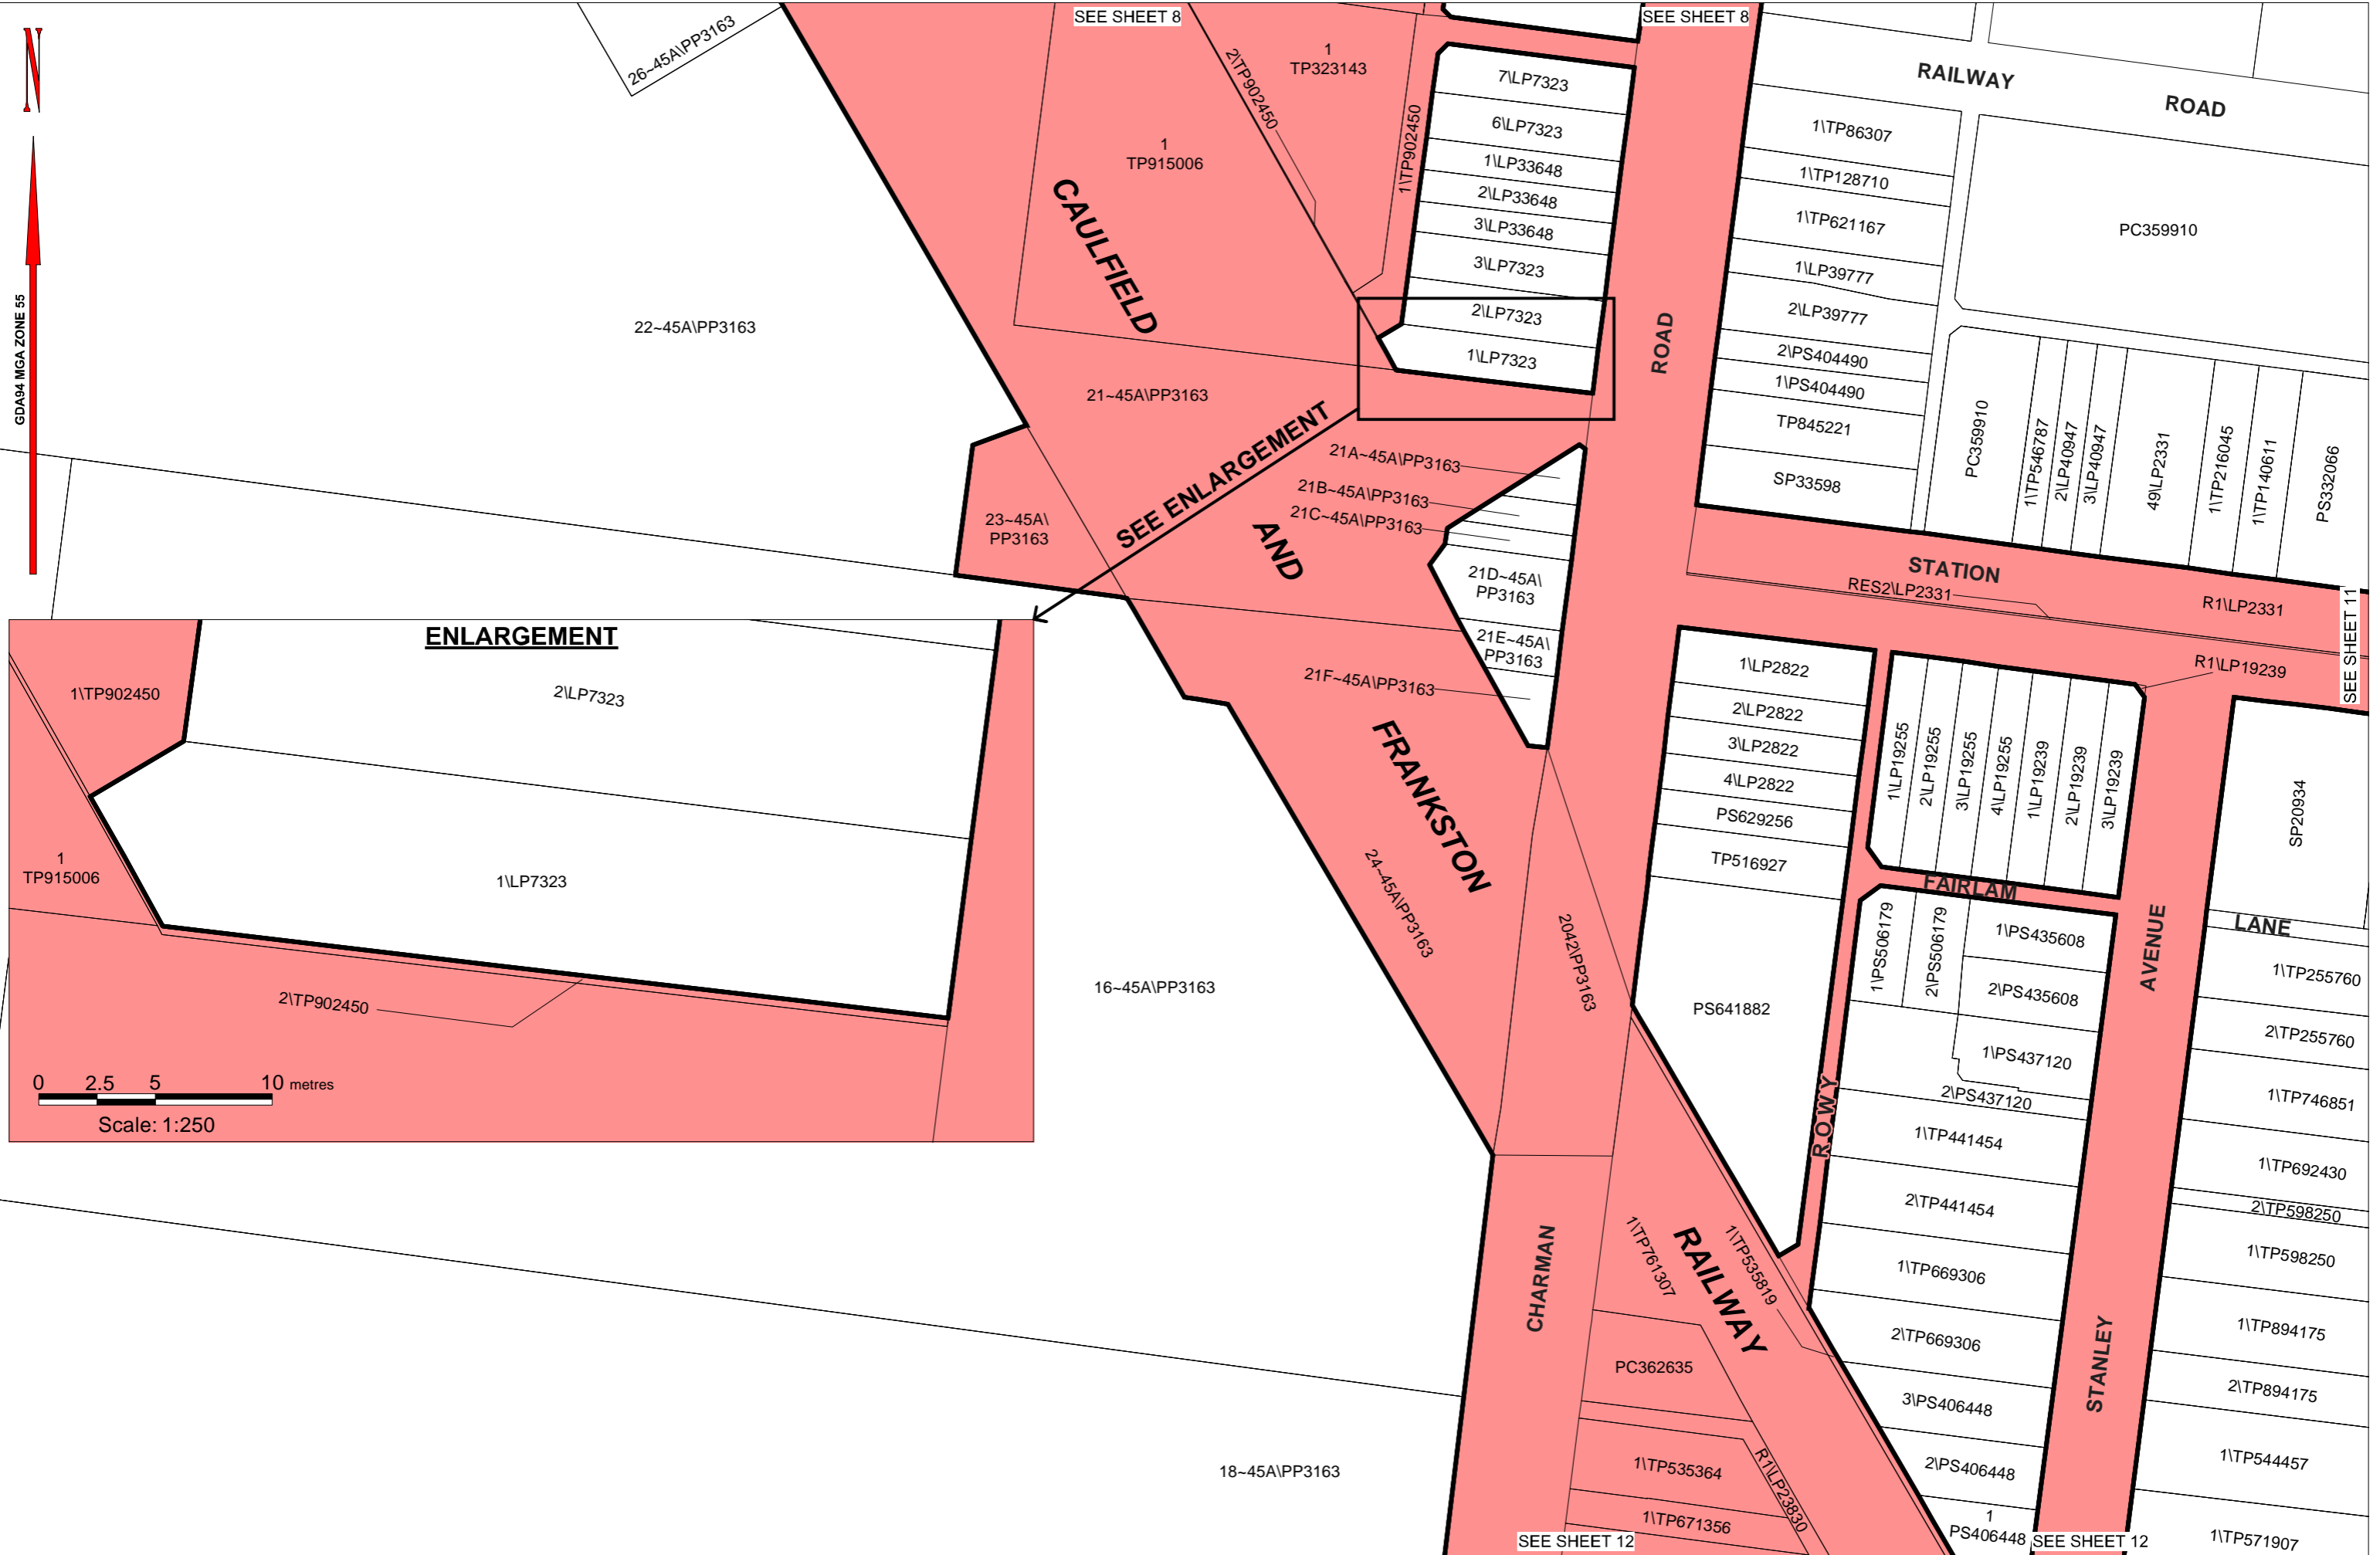 SEE SHEET 8
SEE SHEET 8
N
GDA94 MGA ZONE 55
26~45A\PP3163
2\TP902450
1
TP323143
1
TP915006
1\TP902450
7\LP7323
6\LP7323
1\LP33648
2\LP33648
3\LP33648
3\LP7323
2\LP7323
1\LP7323
RAILWAY
ROAD
1\TP86307
1\TP128710
1\TP621167
1\LP39777
2\LP39777
2\PS404490
1\PS404490
TP845221
SP33598
PC359910
PC359910
1\TP546787
2\LP40947
3\LP40947
49\LP2331
1\TP216045
1\TP140611
PS332066
CAULFIELD
AND
FRANKSTON
RAILWAY
ROAD
CHARMAN
22~45A\PP3163
21~45A\PP3163
SEE ENLARGEMENT
21A~45A\PP3163
21B~45A\PP3163
21C~45A\PP3163
23~45A\
PP3163
21D~45A\
PP3163
21E~45A\
PP3163
21F~45A\PP3163
STATION
RES2\LP2331
R1\LP2331
SEE SHEET 11
R1\LP19239
1\LP2822
2\LP2822
3\LP2822
4\LP2822
PS629256
TP516927
PS641882
1\LP19255
2\LP19255
3\LP19255
4\LP19255
1\LP19239
2\LP19239
3\LP19239
SP20934
FAIRLAM
LANE
AVENUE
STANLEY
ROWY
1\PS506179
2\PS506179
1\PS435608
2\PS435608
1\PS437120
2\PS437120
1\TP441454
2\TP441454
1\TP669306
2\TP669306
3\PS406448
2\PS406448
1
PS406448
1\TP255760
2\TP255760
1\TP746851
1\TP692430
2\TP598250
1\TP598250
1\TP894175
2\TP894175
1\TP544457
1\TP571907
24~45A\PP3163
2042\PP3163
16~45A\PP3163
18~45A\PP3163
1\TP761307
1\TP535819
PC362635
1\TP535364
R1\LP23830
1\TP671356
SEE SHEET 12
SEE SHEET 12
ENLARGEMENT
1\TP902450
2\LP7323
1
TP915006
1\LP7323
2\TP902450
0 2.5 5 10 metres
Scale: 1:250